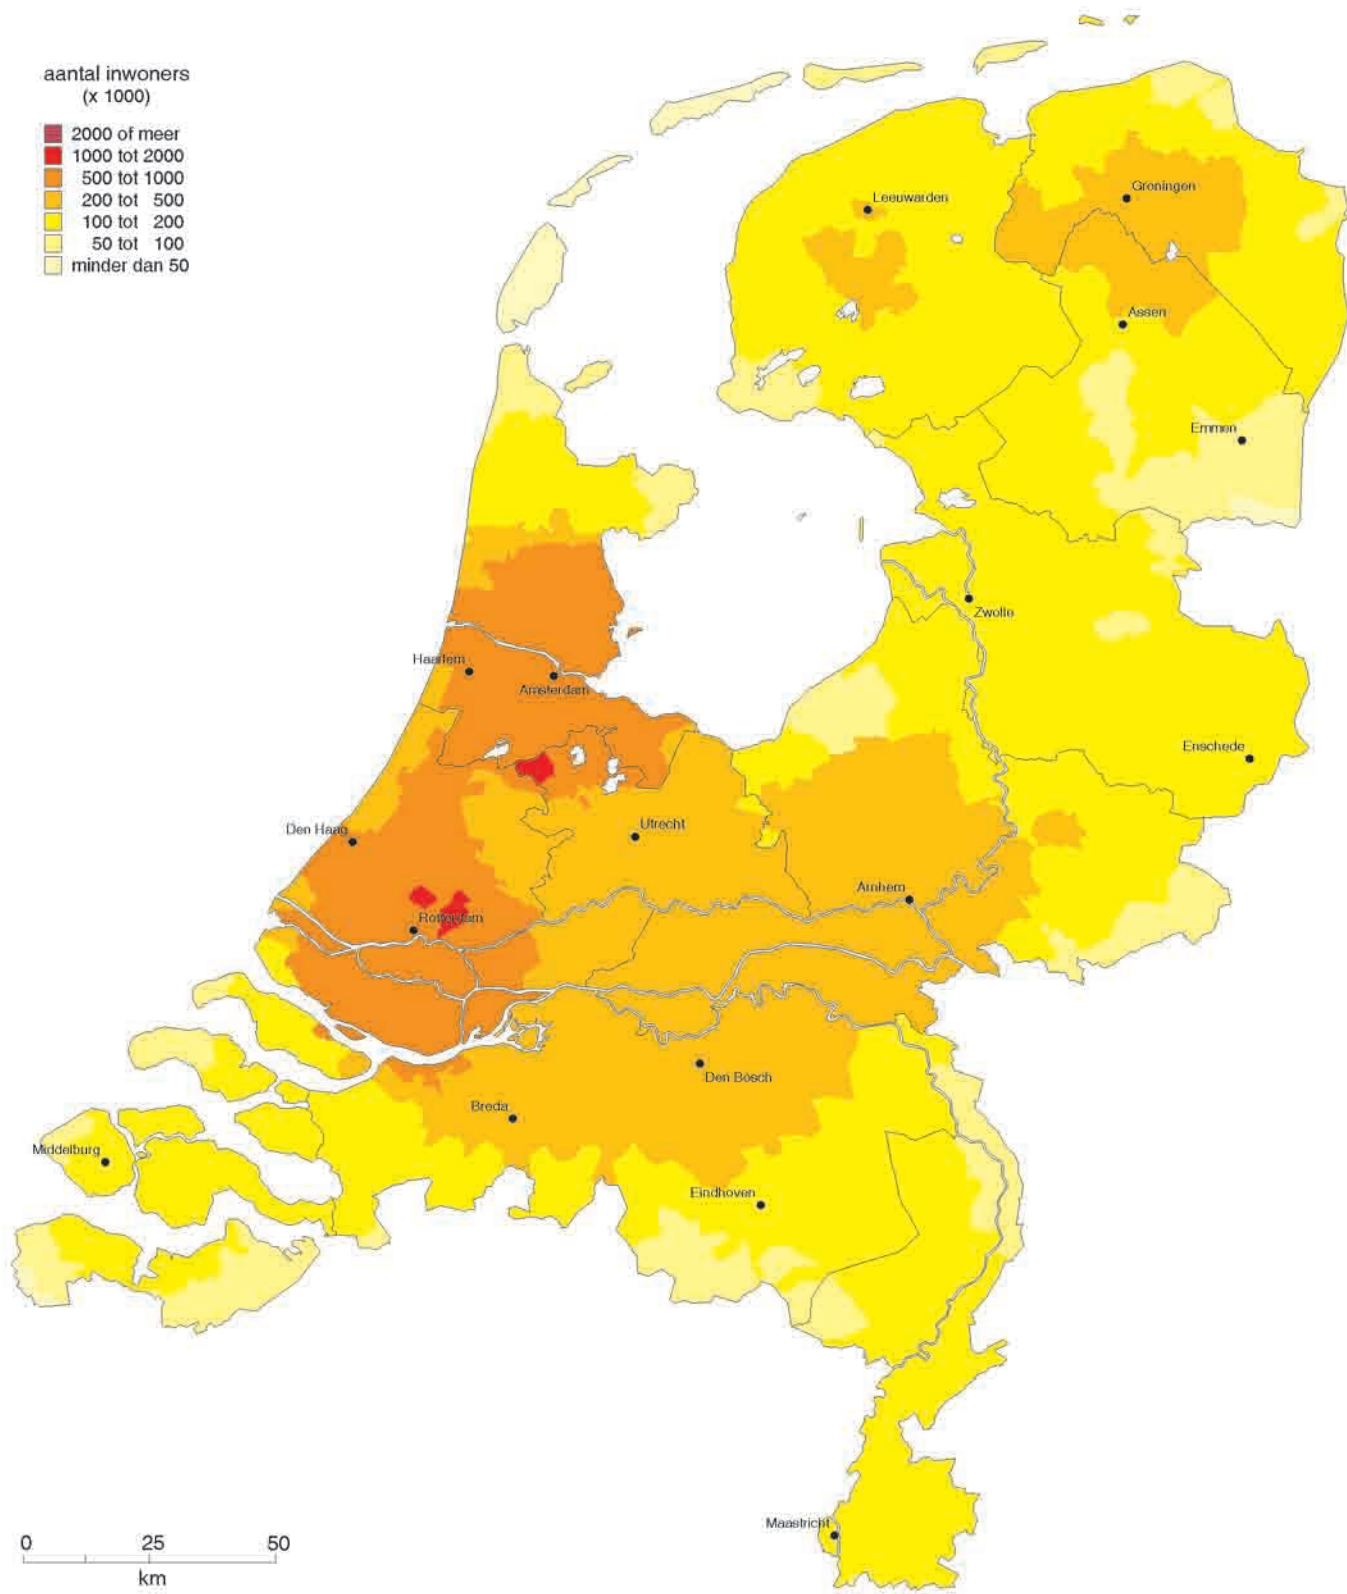 aantal inwoners
(x 1000)
2000 of meer
1000 tot 2000
500 tot 1000
200 tot 500
100 tot 200
50 tot 100
minder dan 50
Leeuwarden
Groningen
Assen
Emmen
Zwolle
Haarlem
Amsterdam
Enschede
Den Haag
Utrecht
Arnhem
Rotterdam
Den Bosch
Breda
Middelburg
Eindhoven
Maastricht
0 25 50
km